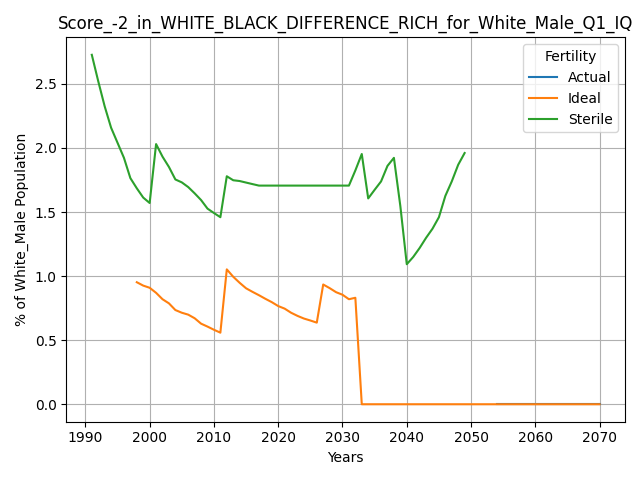 Score_-2_in_WHITE_BLACK_DIFFERENCE_RICH_for_White_Male_Q1_IQ
Fertility
Actual
Ideal
Sterile
% of White_Male Population
2.5
2.0
1.5
1.0
0.5
0.0
1990 2000 2010 2020 2030 2040 2050 2060 2070
Years